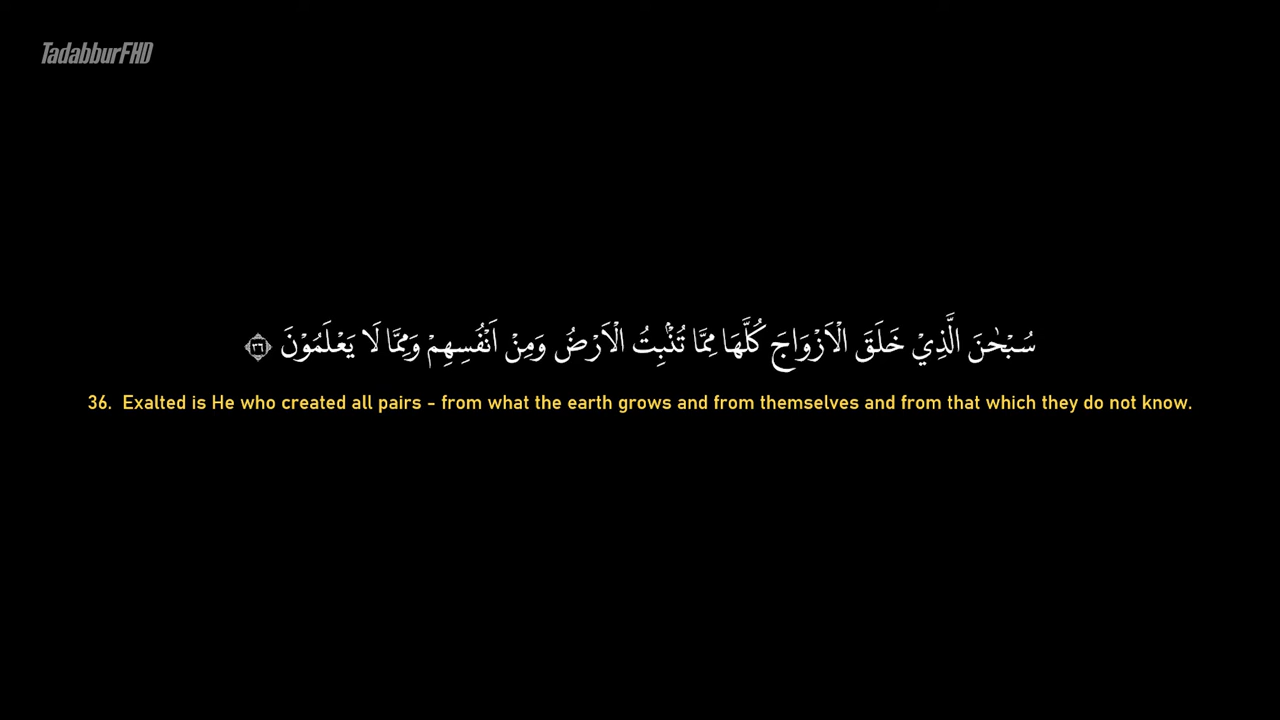 TadabburFHD
سُبْحٰنَ الَّذِيْ خَلَقَ الْاَزْوَاجَ كُلَّهَا مِمَّا تُنْۢبِتُ الْاَرْضُ وَمِنْ اَنْفُسِهِمْ وَمِمَّا لَا يَعْلَمُوْنَ ۝٣٦
36. Exalted is He who created all pairs - from what the earth grows and from themselves and from that which they do not know.